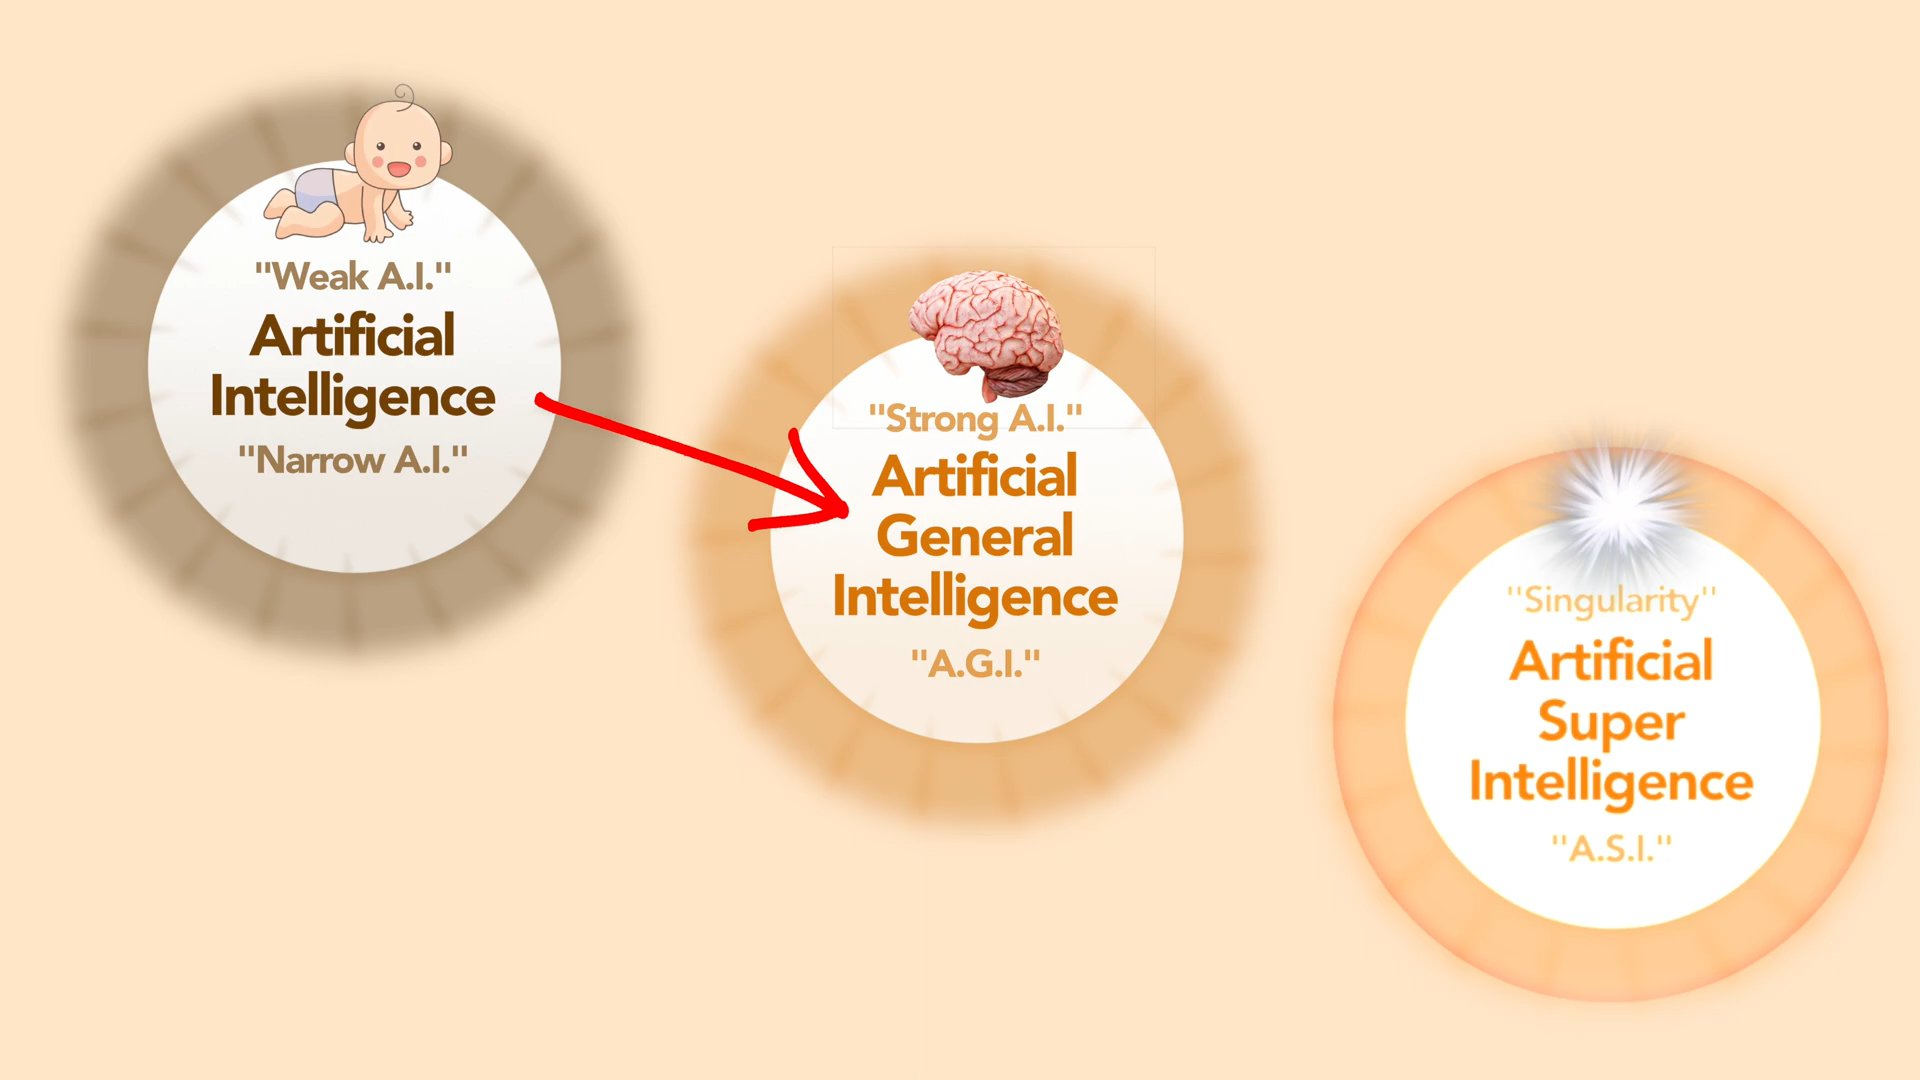 "Weak A.I."
Artificial
Intelligence
"Narrow A.I."
"Strong A.I."
Artificial
General
Intelligence
"A.G.I."
"Singularity"
Artificial
Super
Intelligence
"A.S.I."